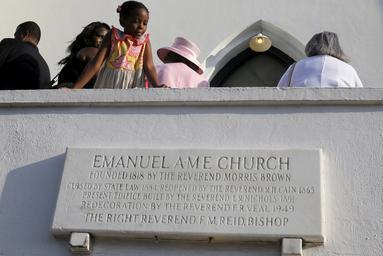 EMANUEL AME CHURCH
FOUNDED 1818 BY THE REVEREND MORRIS BROWN
CLOSED BY STATE LAW 1834. REOPENED BY THE REVEREND R.H. CAIN 1865
PRESENT EDIFICE BUILT BY THE REVEREND L.R. NICHOLS 1891
REDECORATION BY THE REVEREND F.R. VEAL 1949
THE RIGHT REVEREND F.M. REID, BISHOP